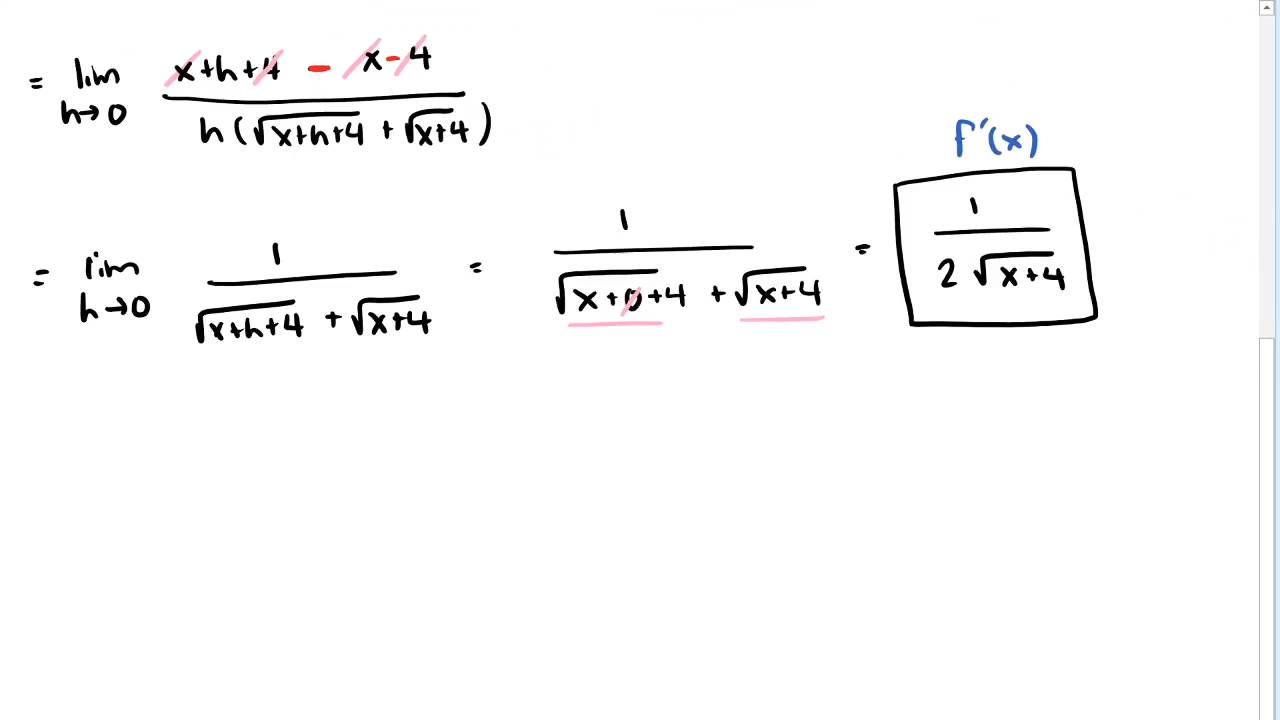 = lim h→0 (x+h+4 - x-4) / (h(√(x+h+4) + √(x+4)))
f'(x)
= lim h→0 1 / (√(x+h+4) + √(x+4)) = 1 / (√(x+0+4) + √(x+4)) = 1 / (2√(x+4))